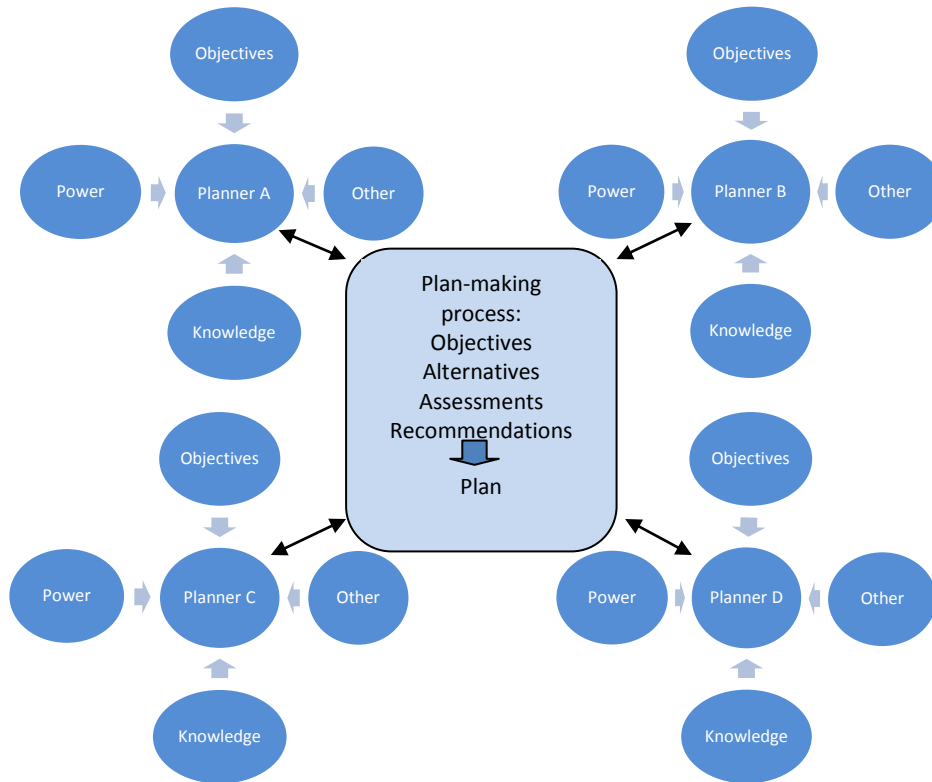 Objectives
Objectives
Power
Planner A
Other
Power
Planner B
Other
Knowledge
Knowledge
Plan-making
process:
Objectives
Alternatives
Assessments
Recommendations
Plan
Objectives
Objectives
Power
Planner C
Other
Power
Planner D
Other
Knowledge
Knowledge